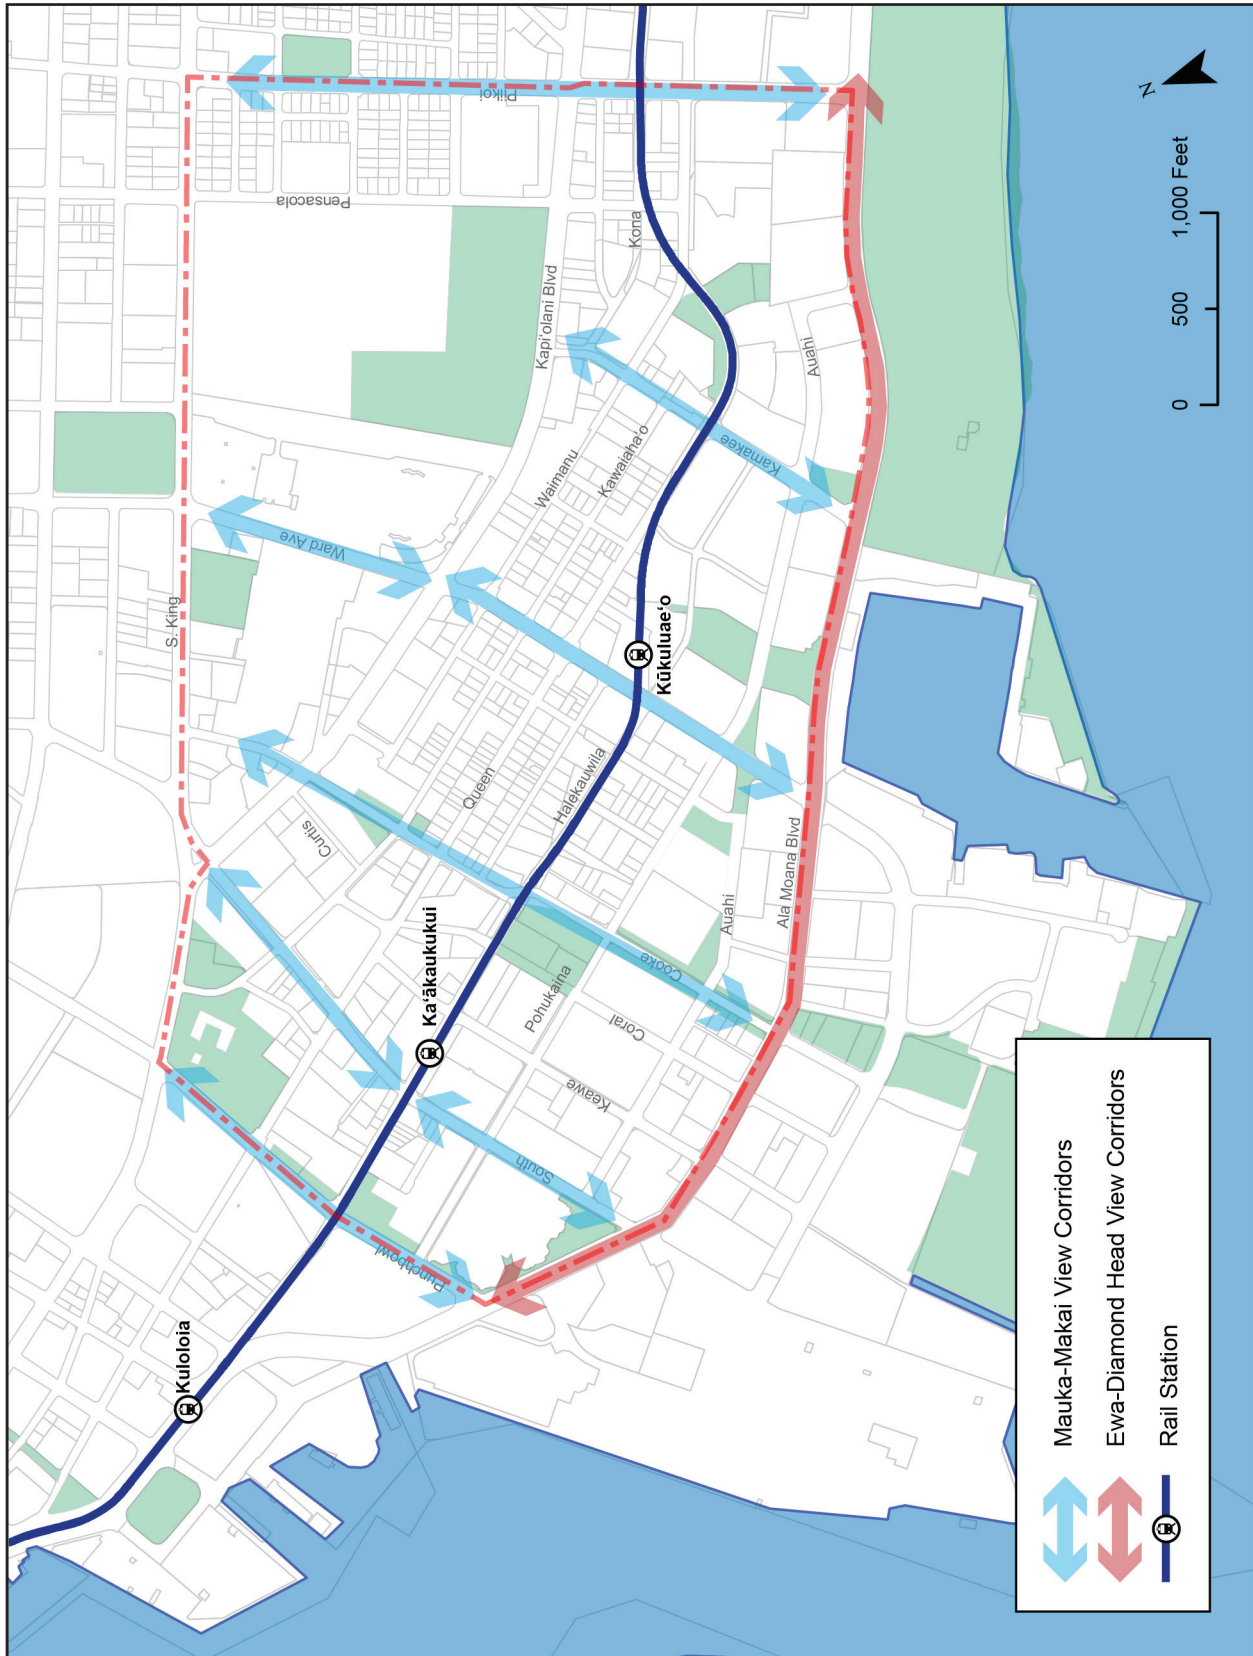 Kuloloia
Punchbowl
S. King
Ka‘ākaukukui
South
Keawe
Coral
Pohukaina
Curtis
Queen
Halekauwila
Cooke
Auahi
Ala Moana Blvd
Kūkuluae‘o
Ward Ave
Waimanu
Kawaiaha‘o
Kapi‘olani Blvd
Kamakee
Auahi
Kona
Pensacola
Piikoi
N
0 500 1,000 Feet
Mauka-Makai View Corridors
Ewa-Diamond Head View Corridors
Rail Station